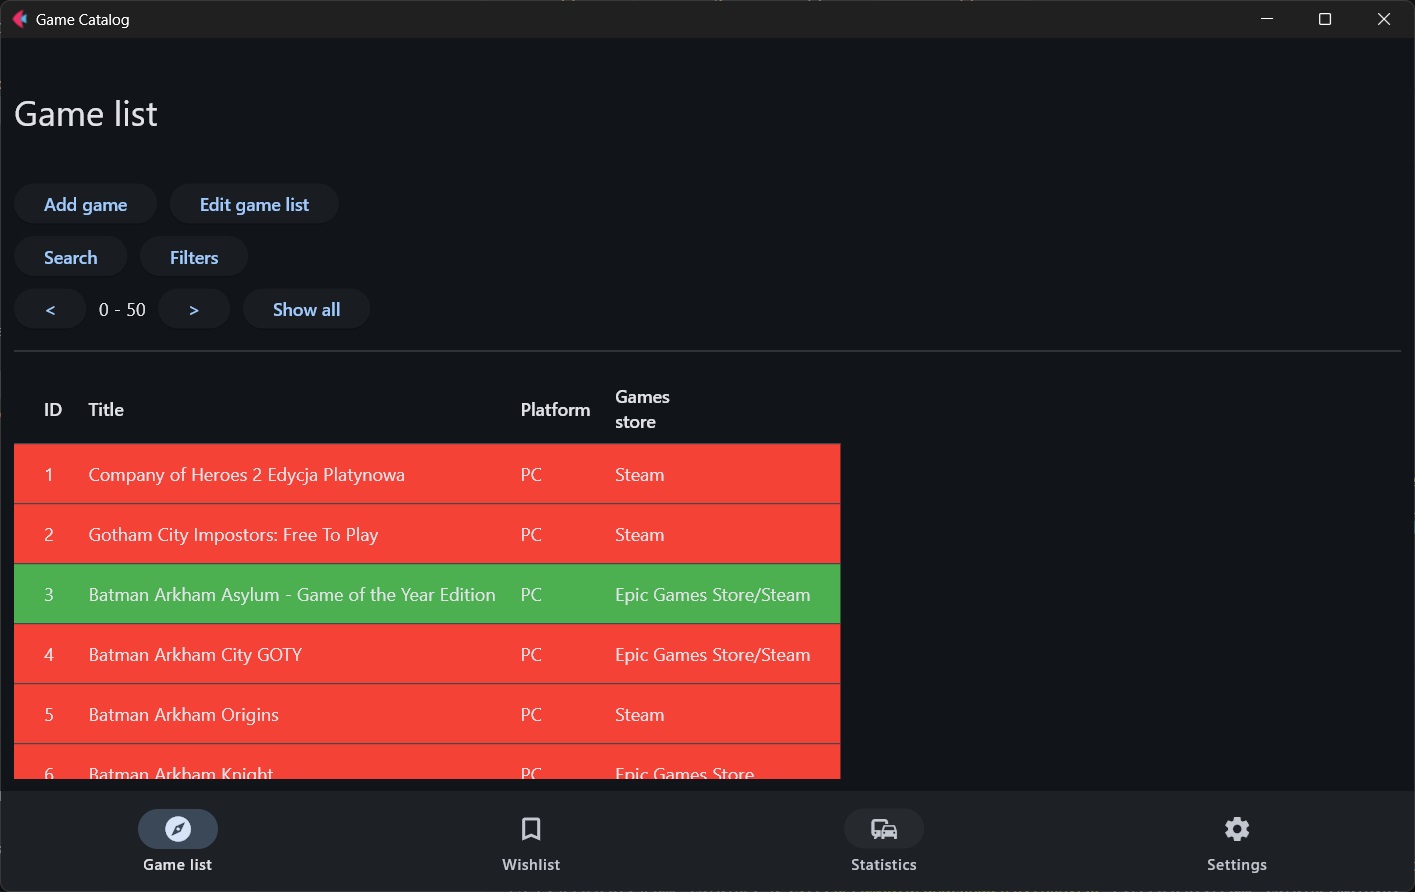 Game Catalog
Game list
Add game Edit game list
Search Filters
< 0 - 50 > Show all
ID Title Platform Games store
1 Company of Heroes 2 Edycja Platynowa PC Steam
2 Gotham City Impostors: Free To Play PC Steam
3 Batman Arkham Asylum - Game of the Year Edition PC Epic Games Store/Steam
4 Batman Arkham City GOTY PC Epic Games Store/Steam
5 Batman Arkham Origins PC Steam
6 Batman Arkham Knight PC Epic Games Store
Game list Wishlist Statistics Settings